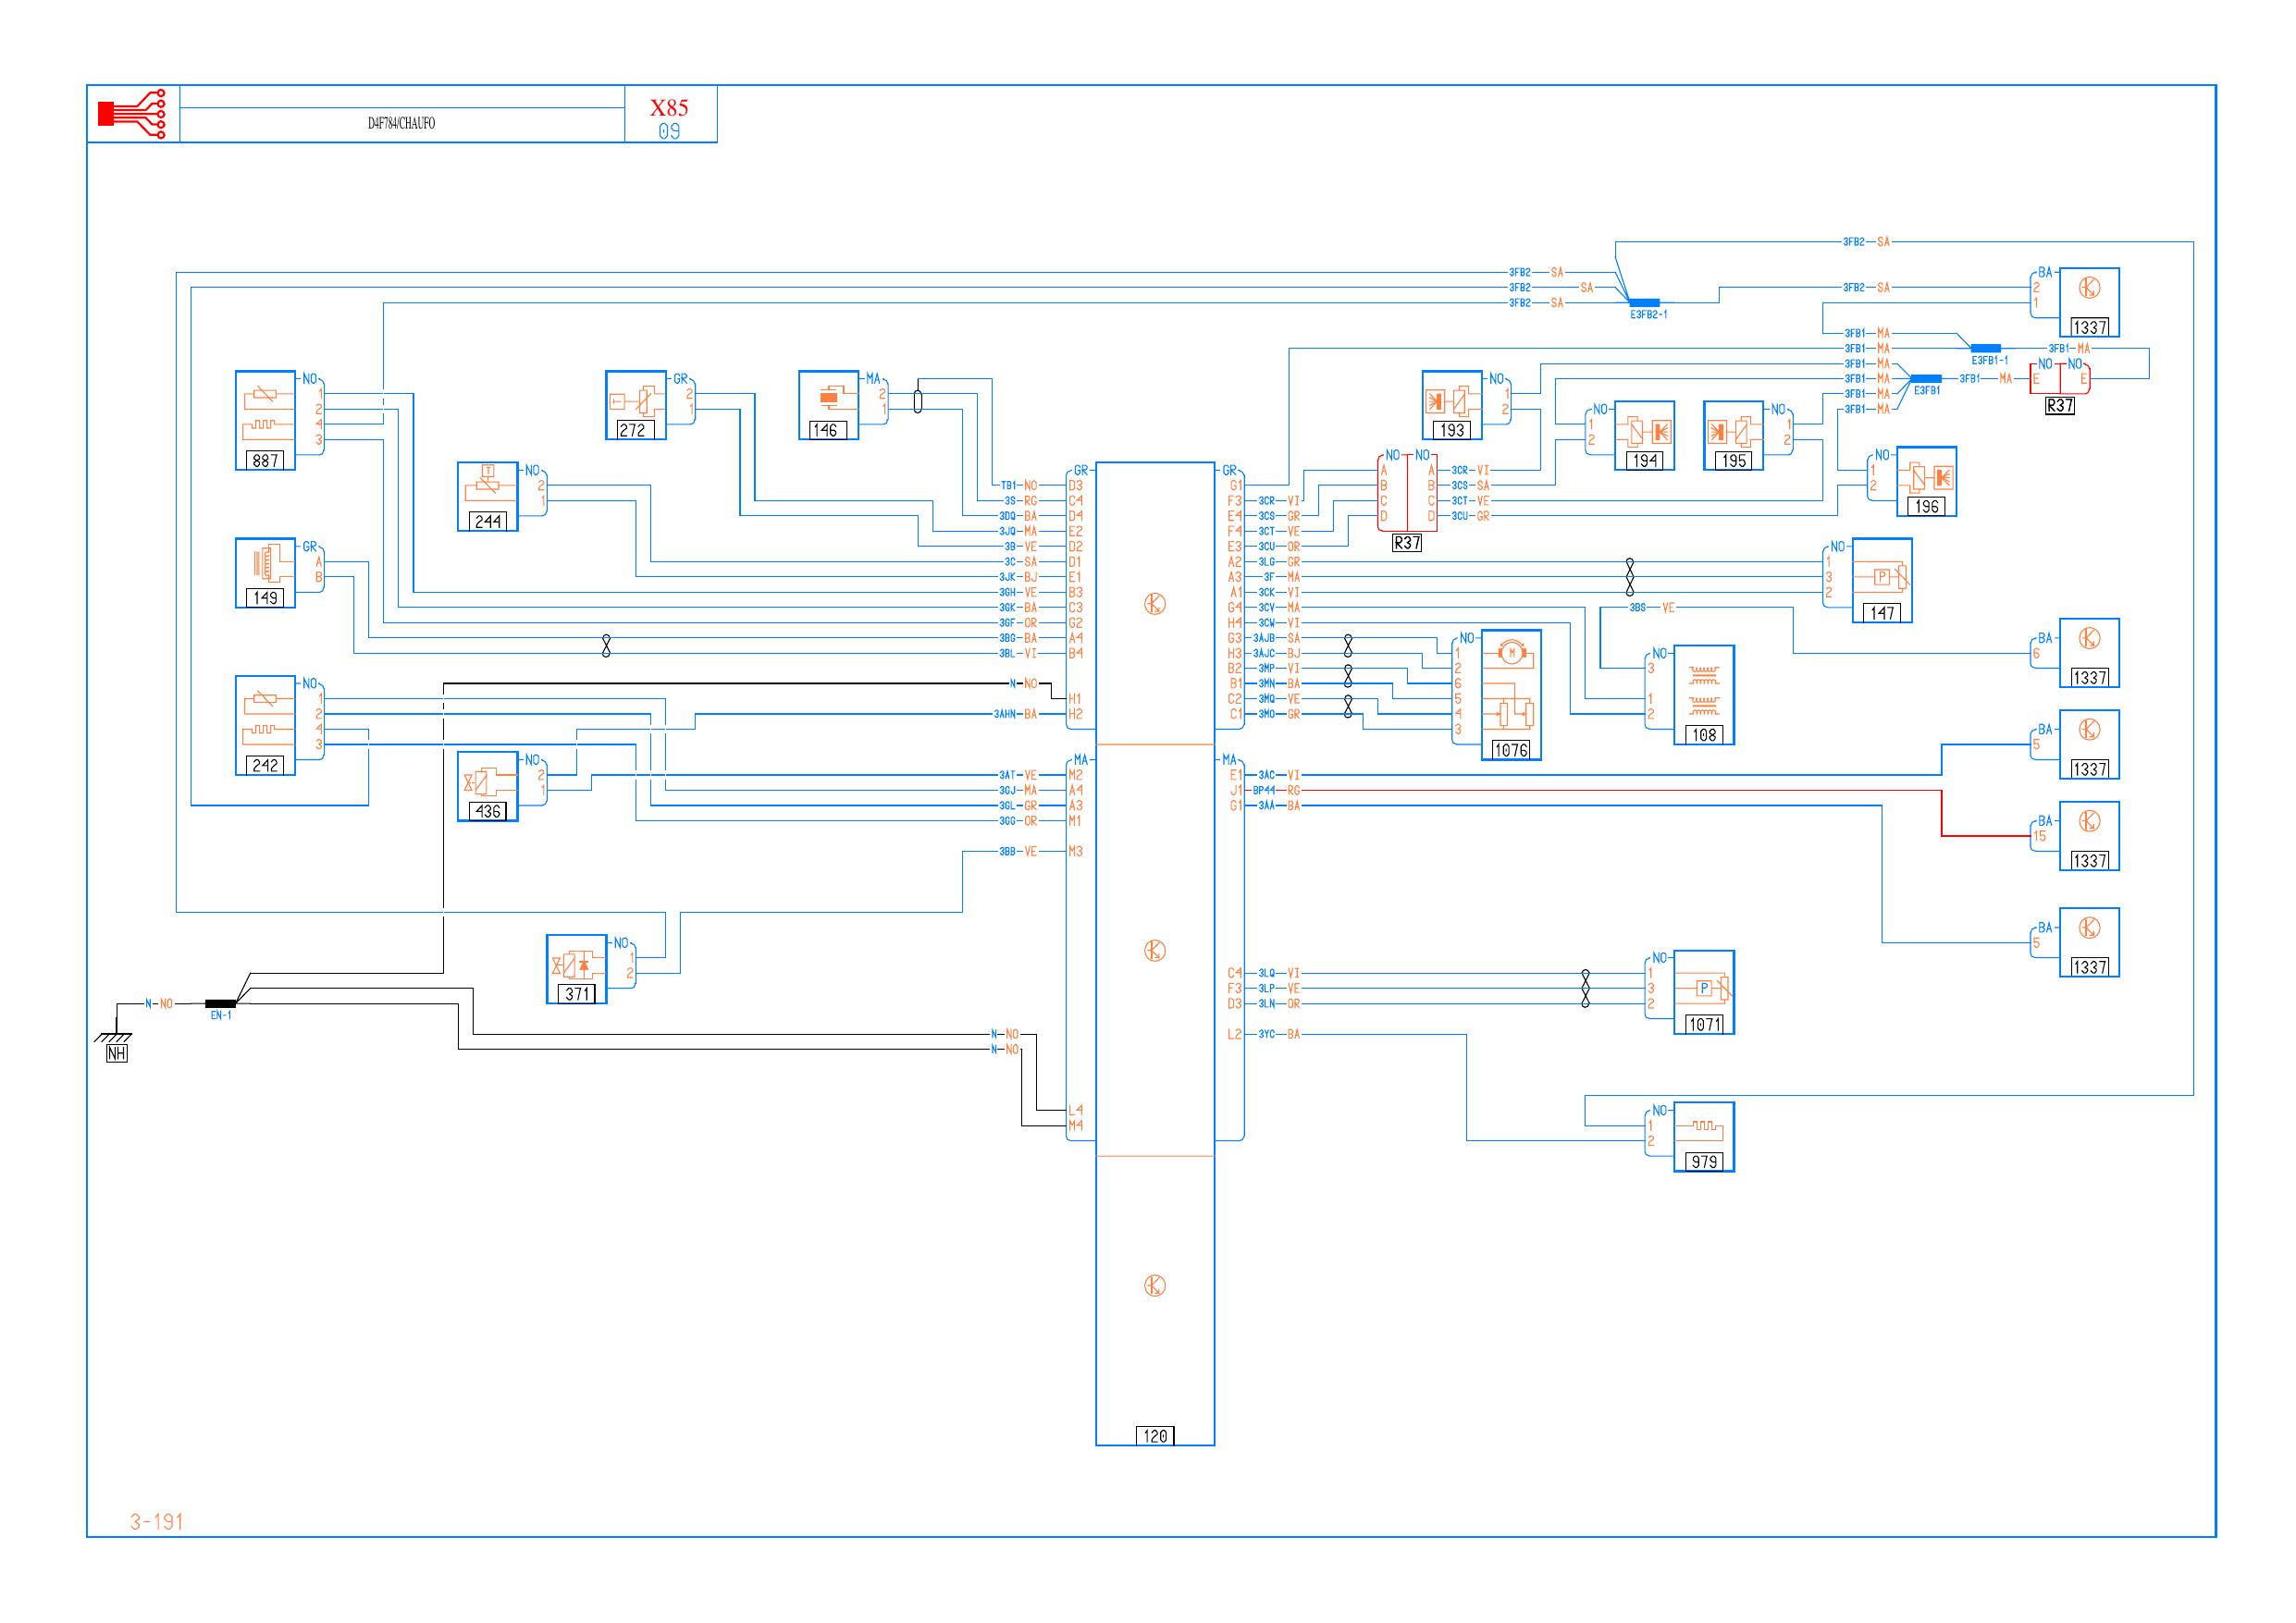 D4F784/CHAUFO
X85
09
3FB2 SA
3FB2 SA
3FB2 SA
3FB2 SA
3FB2 SA
E3FB2-1
BA
2
1
1337
3FB1 MA
3FB1 MA
3FB1 MA
3FB1 MA
3FB1 MA
3FB1 MA
E3FB1-1
3FB1 MA
E3FB1
3FB1 MA
NO NO
E E
R37
NO
1
2
4
3
887
GR
2
1
272
MA
2
1
146
NO
2
1
244
GR
A
B
149
NO
1
2
4
3
242
NO
2
1
436
NO
1
2
371
N NO
EN-1
NH
GR
TB1 NO D3
3S RG C4
3DQ BA D4
3JQ MA E2
3B VE D2
3C SA D1
3JK BJ E1
3GH VE B3
3GK BA C3
3GF OR G2
3BG BA A4
3BL VI B4
N NO H1
3AHN BA H2
MA
3AT VE M2
3GJ MA A4
3GL GR A3
3GG OR M1
3BB VE M3
N NO
N NO
L4
M4
120
GR
G1
F3 3CR VI
E4 3CS GR
F4 3CT VE
E3 3CU OR
A2 3LG GR
A3 3F MA
A1 3CK VI
G4 3CV MA
H4 3CW VI
G3 3AJB SA
H3 3AJC BJ
B2 3MP VI
B1 3MN BA
C2 3MQ VE
C1 3MO GR
MA
E1 3AC VI
J1 BP44 RG
G1 3AA BA
C4 3LQ VI
F3 3LP VE
D3 3LN OR
L2 3YC BA
NO NO
A A 3CR VI
B B 3CS SA
C C 3CT VE
D D 3CU GR
R37
NO
1
2
193
NO
1
2
194
NO
1
2
195
NO
1
2
196
NO
1
3
2
P
147
3BS VE
NO
1
2
6
5
4
3
M
1076
NO
3
1
2
108
BA
6
1337
BA
5
1337
BA
15
1337
BA
5
1337
NO
1
3
2
P
1071
NO
1
2
979
3-191